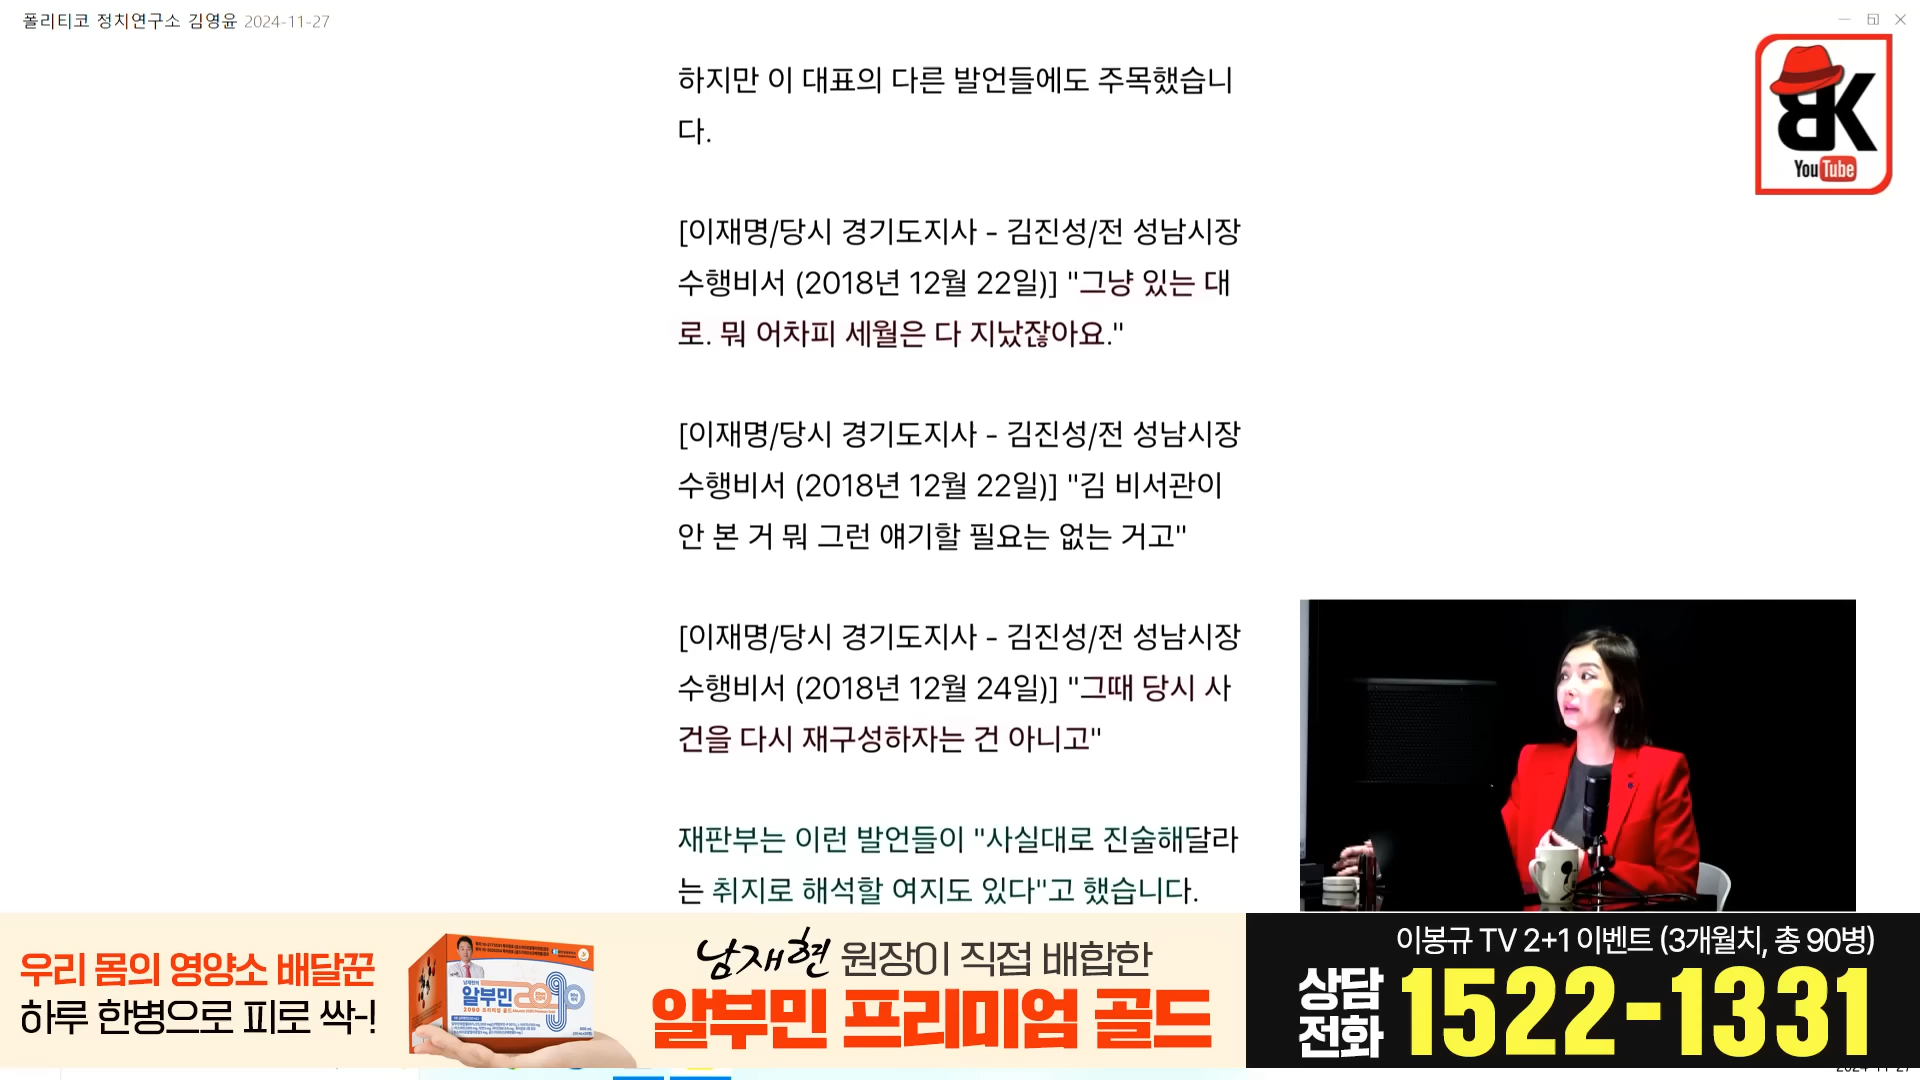 폴리티코 정치연구소 김영윤 2024-11-27
하지만 이 대표의 다른 발언들에도 주목했습니
다.
[이재명/당시 경기도지사 - 김진성/전 성남시장
수행비서 (2018년 12월 22일)] "그냥 있는 대
로. 뭐 어차피 세월은 다 지났잖아요."
[이재명/당시 경기도지사 - 김진성/전 성남시장
수행비서 (2018년 12월 22일)] "김 비서관이
안 본 거 뭐 그런 얘기할 필요는 없는 거고"
[이재명/당시 경기도지사 - 김진성/전 성남시장
수행비서 (2018년 12월 24일)] "그때 당시 사
건을 다시 재구성하자는 건 아니고"
재판부는 이런 발언들이 "사실대로 진술해달라
는 취지로 해석할 여지도 있다"고 했습니다.
BK
YouTube
우리 몸의 영양소 배달꾼
하루 한병으로 피로 싹-!
알부민
2090 프리미엄 골드
남재현 원장이 직접 배합한
알부민 프리미엄 골드
이봉규 TV 2+1 이벤트 (3개월치, 총 90병)
상담
전화
1522-1331